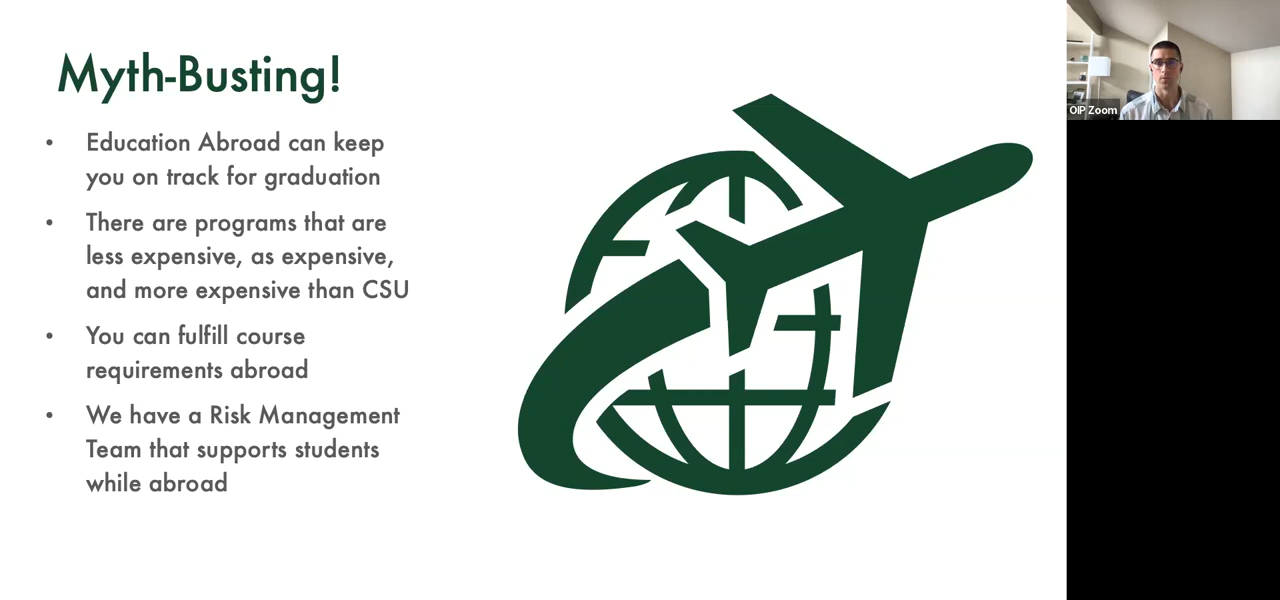 Myth-Busting!
• Education Abroad can keep
you on track for graduation
• There are programs that are
less expensive, as expensive,
and more expensive than CSU
• You can fulfill course
requirements abroad
• We have a Risk Management
Team that supports students
while abroad
OIP Zoom